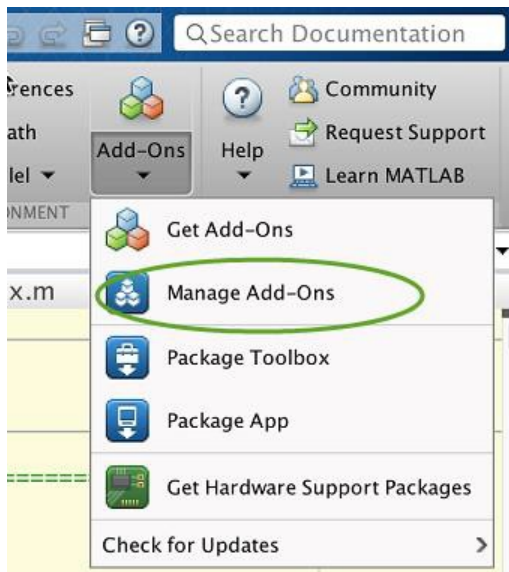 Search Documentation
Add-Ons
Help
Community
Request Support
Learn MATLAB
Get Add-Ons
Manage Add-Ons
x.m
Package Toolbox
Package App
======
Get Hardware Support Packages
Check for Updates